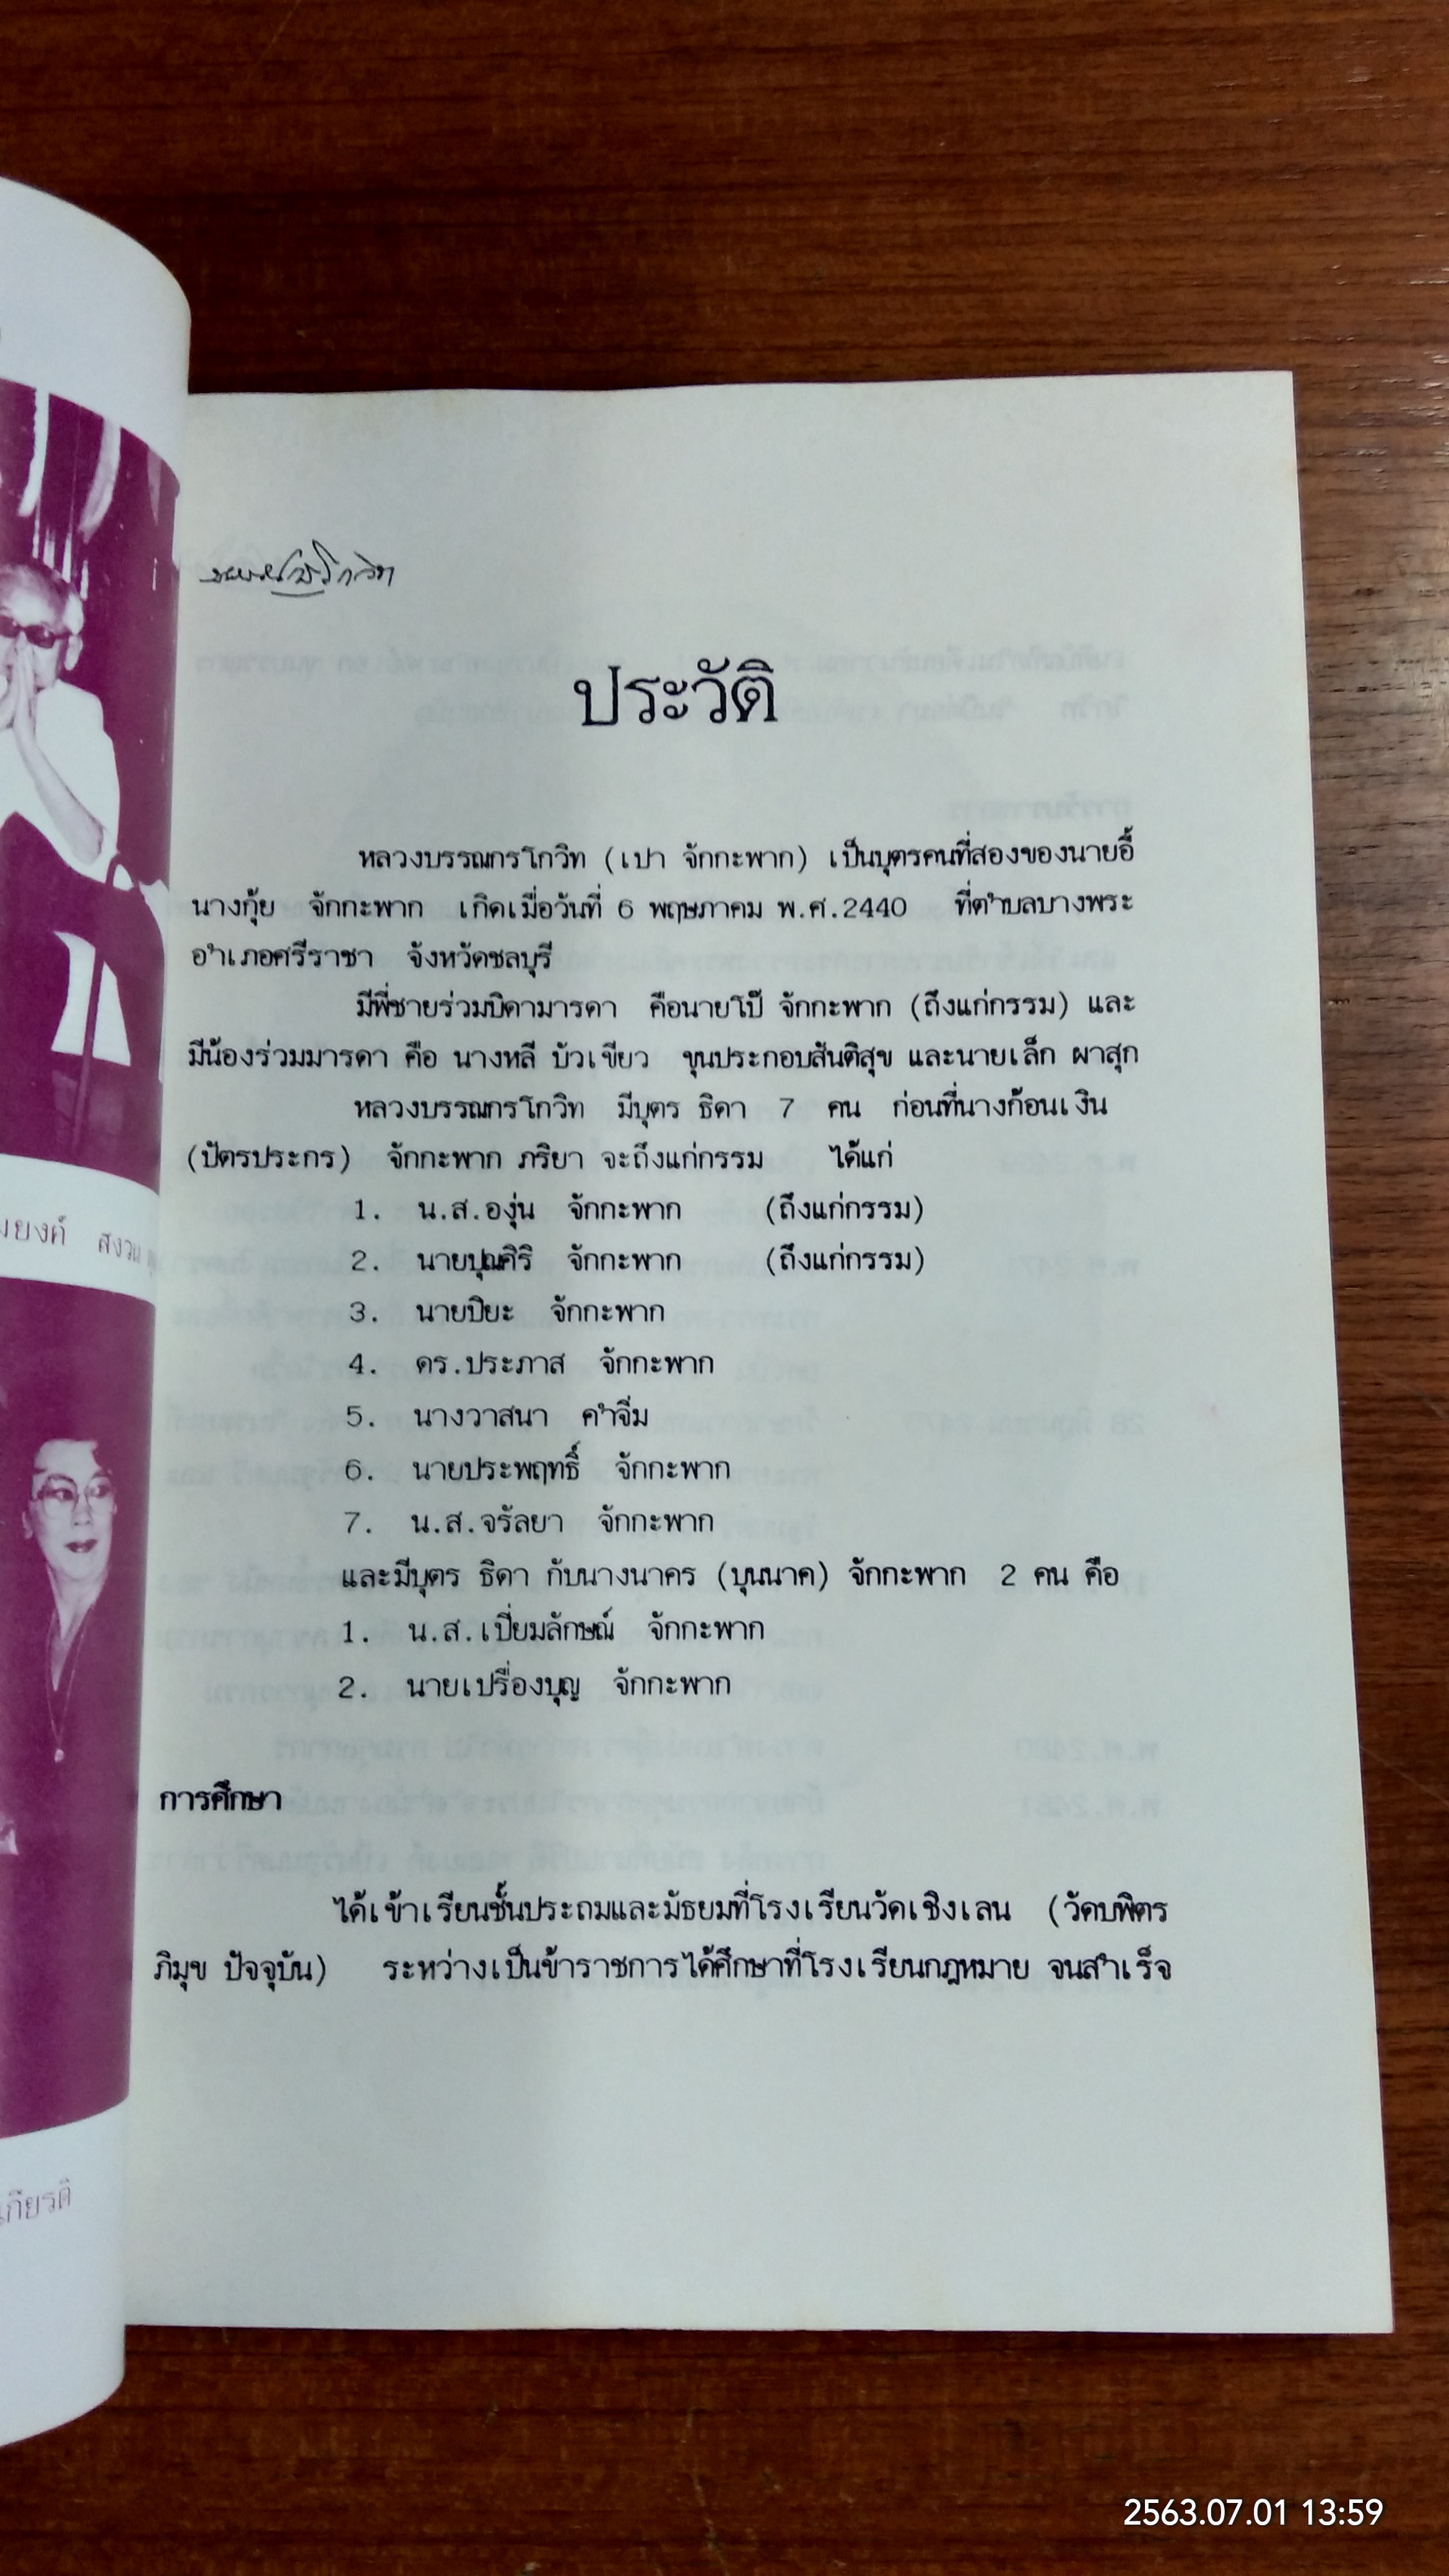 มยงค์ สงวน
เกียรติ
ประวัติ
หลวงบรรณกรโกวิท (เปา จักกะพาก) เป็นบุตรคนที่สองของนายอี้
นางกุ้ย จักกะพาก เกิดเมื่อวันที่ 6 พฤษภาคม พ.ศ.2440 ที่ตำบลบางพระ
อำเภอศรีราชา จังหวัดชลบุรี
มีพี่ชายร่วมบิดามารดา คือนายโป๊ จักกะพาก (ถึงแก่กรรม) และ
มีน้องร่วมมารดา คือ นางหลี บัวเขียว ขุนประกอบสันติสุข และนายเล็ก ผาสุก
หลวงบรรณกรโกวิท มีบุตร ธิดา 7 คน ก่อนที่นางก้อนเงิน
(ปัตรประกร) จักกะพาก ภริยา จะถึงแก่กรรม ได้แก่
1. น.ส.องุ่น จักกะพาก (ถึงแก่กรรม)
2. นายปุณศิริ จักกะพาก (ถึงแก่กรรม)
3. นายปิยะ จักกะพาก
4. ดร.ประภาส จักกะพาก
5. นางวาสนา คำจิ่ม
6. นายประพฤทธิ์ จักกะพาก
7. น.ส.จรัลยา จักกะพาก
และมีบุตร ธิดา กับนางนาคร (บุนนาค) จักกะพาก 2 คน คือ
1. น.ส.เปี่ยมลักษณ์ จักกะพาก
2. นายเปรื่องบุญ จักกะพาก
การศึกษา
ได้เข้าเรียนชั้นประถมและมัธยมที่โรงเรียนวัดเชิงเลน (วัดบพิตร
ภิมุข ปัจจุบัน) ระหว่างเป็นข้าราชการได้ศึกษาที่โรงเรียนกฎหมาย จนสำเร็จ
2563.07.01 13:59